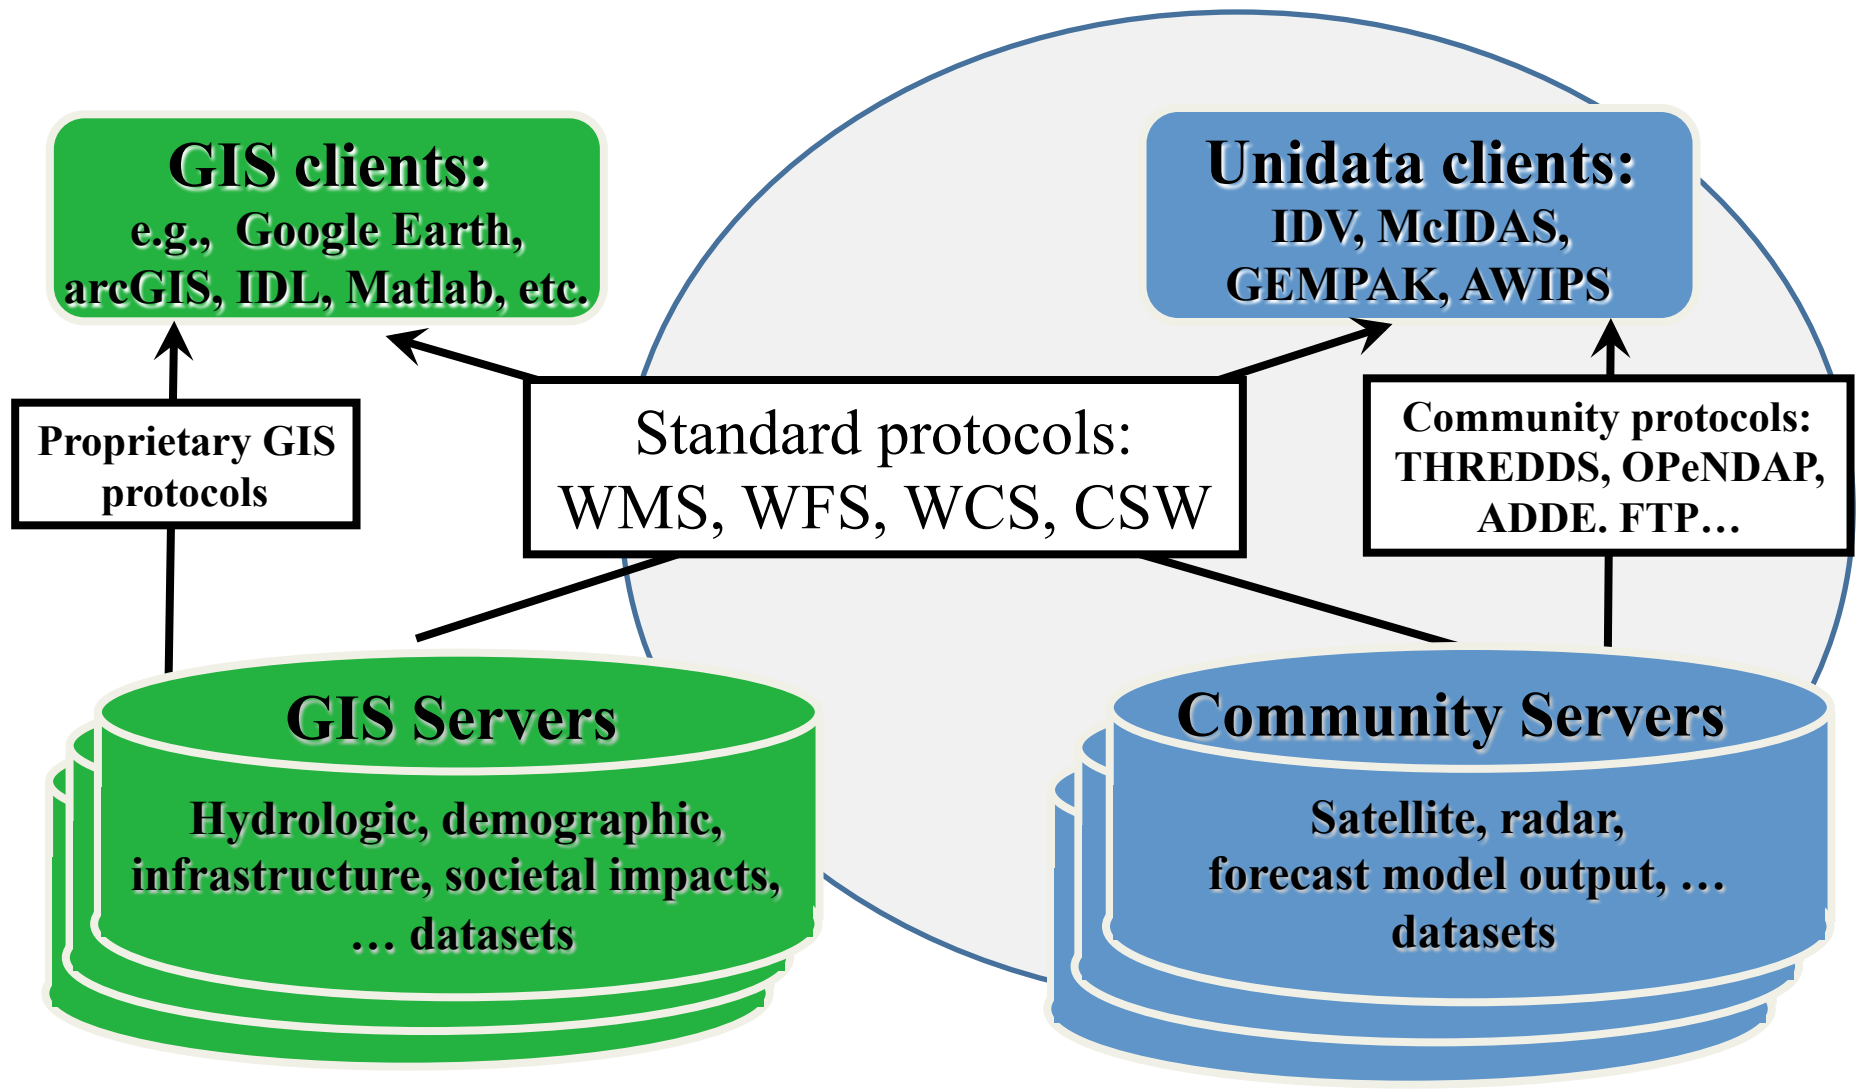 GIS clients:
e.g.,  Google Earth,
arcGIS, IDL, Matlab, etc.
Unidata clients:
IDV, McIDAS,
GEMPAK, AWIPS
Proprietary GIS
protocols
Standard protocols:
WMS, WFS, WCS, CSW
Community protocols:
THREDDS, OPeNDAP,
ADDE. FTP…
GIS Servers
Hydrologic, demographic,
infrastructure, societal impacts,
… datasets
Community Servers
Satellite, radar,
forecast model output, …
datasets